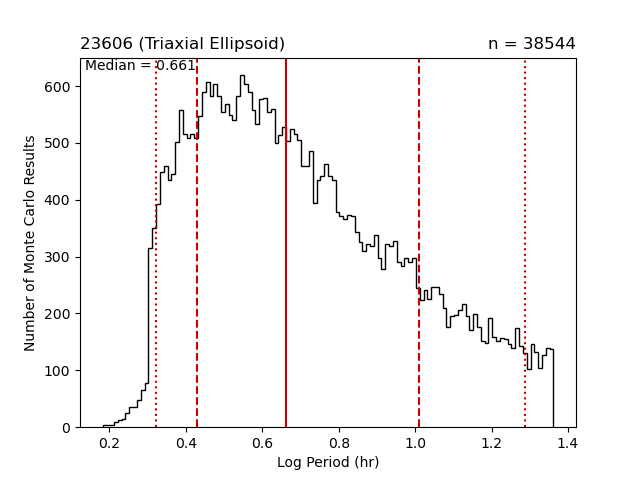 23606 (Triaxial Ellipsoid)
n = 38544
Median = 0.661
600
500
400
300
200
100
0
Number of Monte Carlo Results
0.2 0.4 0.6 0.8 1.0 1.2 1.4
Log Period (hr)